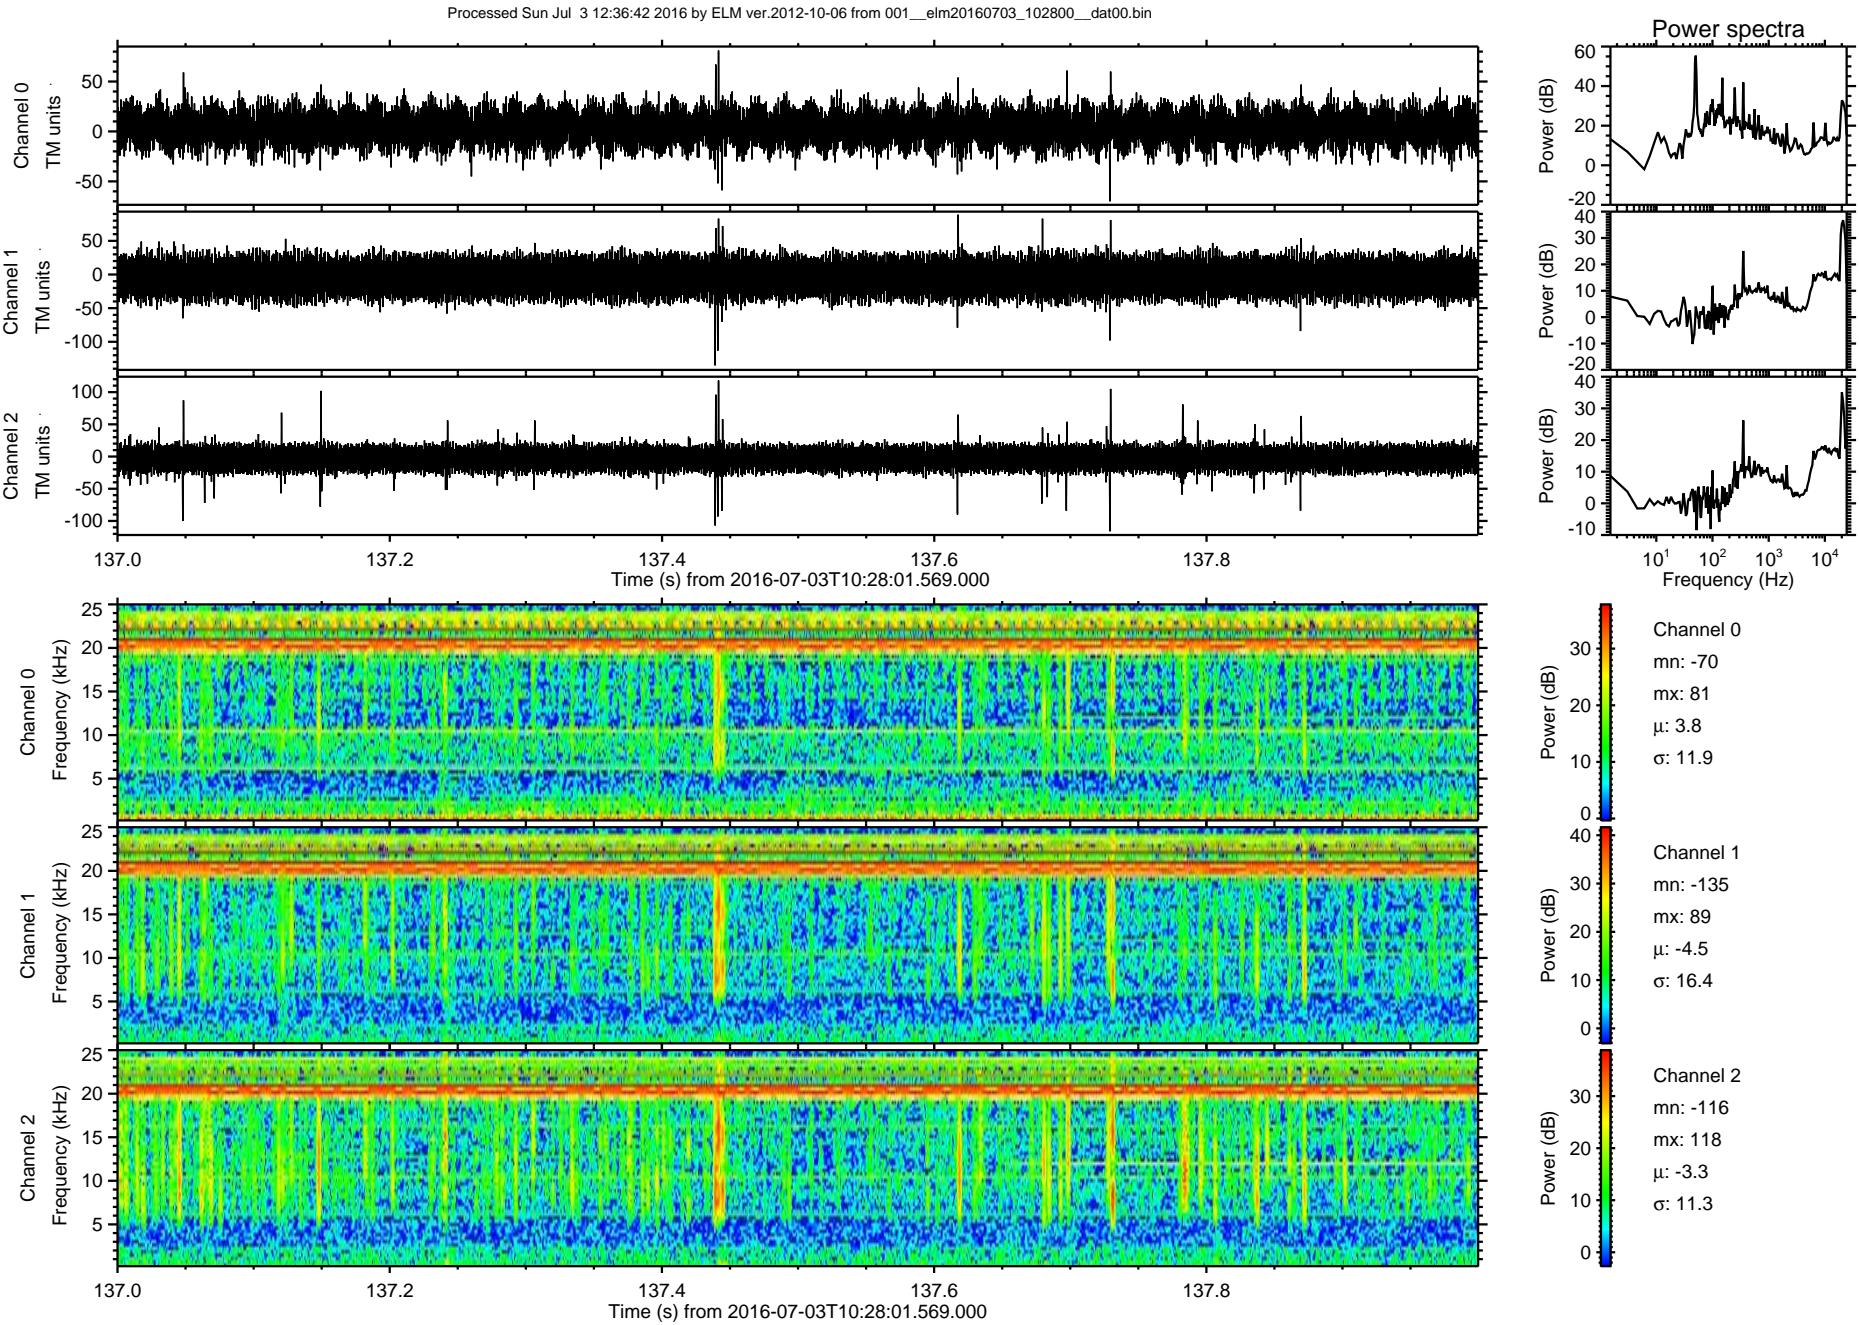 Processed Sun Jul  3 12:36:42 2016 by ELM ver.2012-10-06 from 001__elm20160703_102800__dat00.bin
Power spectra
Channel 0
TM units
50
0
-50
Power (dB)
60
40
20
0
-20
Channel 1
TM units
50
0
-50
-100
Power (dB)
40
30
20
10
0
-10
-20
Channel 2
TM units
100
50
0
-50
-100
Power (dB)
40
30
20
10
0
-10
137.0 137.2 137.4 137.6 137.8
Time (s) from 2016-07-03T10:28:01.569.000
10¹ 10² 10³ 10⁴
Frequency (Hz)
Channel 0
Frequency (kHz)
25
20
15
10
5
Power (dB)
30
20
10
0
Channel 0
mn: -70
mx: 81
μ: 3.8
σ: 11.9
Channel 1
Frequency (kHz)
25
20
15
10
5
Power (dB)
40
30
20
10
0
Channel 1
mn: -135
mx: 89
μ: -4.5
σ: 16.4
Channel 2
Frequency (kHz)
25
20
15
10
5
Power (dB)
30
20
10
0
Channel 2
mn: -116
mx: 118
μ: -3.3
σ: 11.3
137.0 137.2 137.4 137.6 137.8
Time (s) from 2016-07-03T10:28:01.569.000